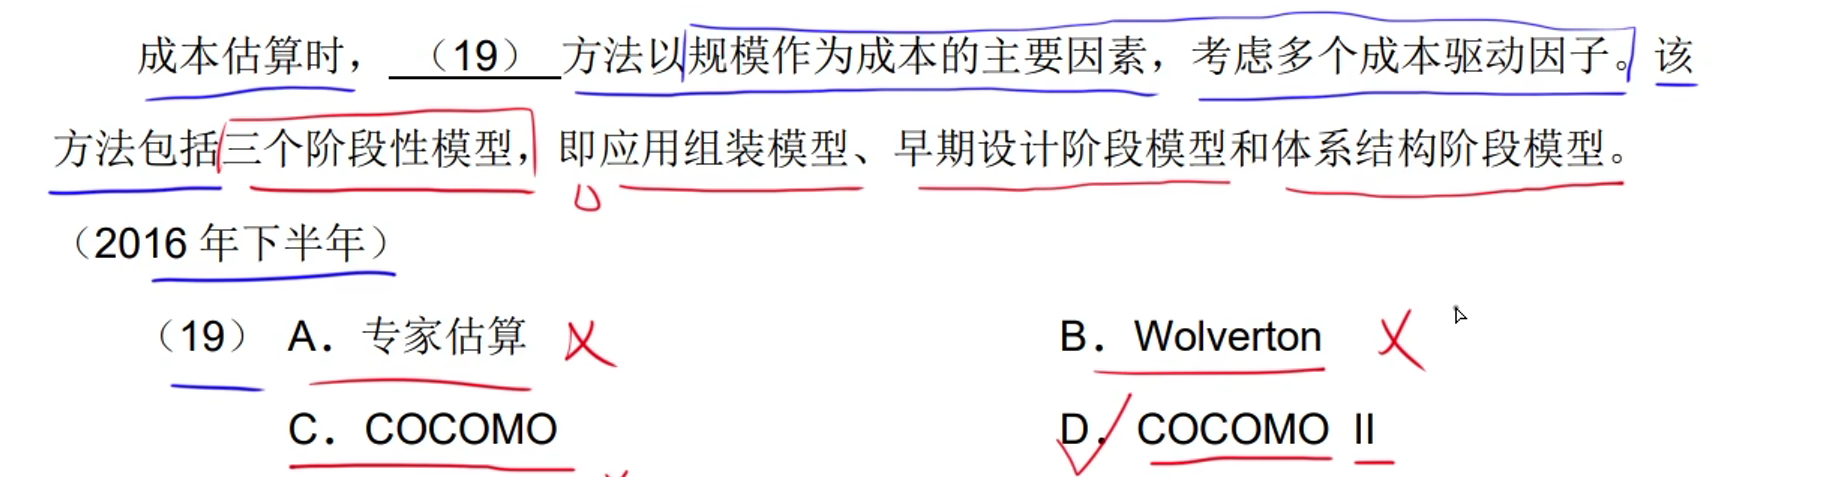 成本估算时，（19）方法以规模作为成本的主要因素，考虑多个成本驱动因子。该
方法包括三个阶段性模型，即应用组装模型、早期设计阶段模型和体系结构阶段模型。
（2016 年下半年）
（19） A．专家估算 B．Wolverton
C．COCOMO D．COCOMO II